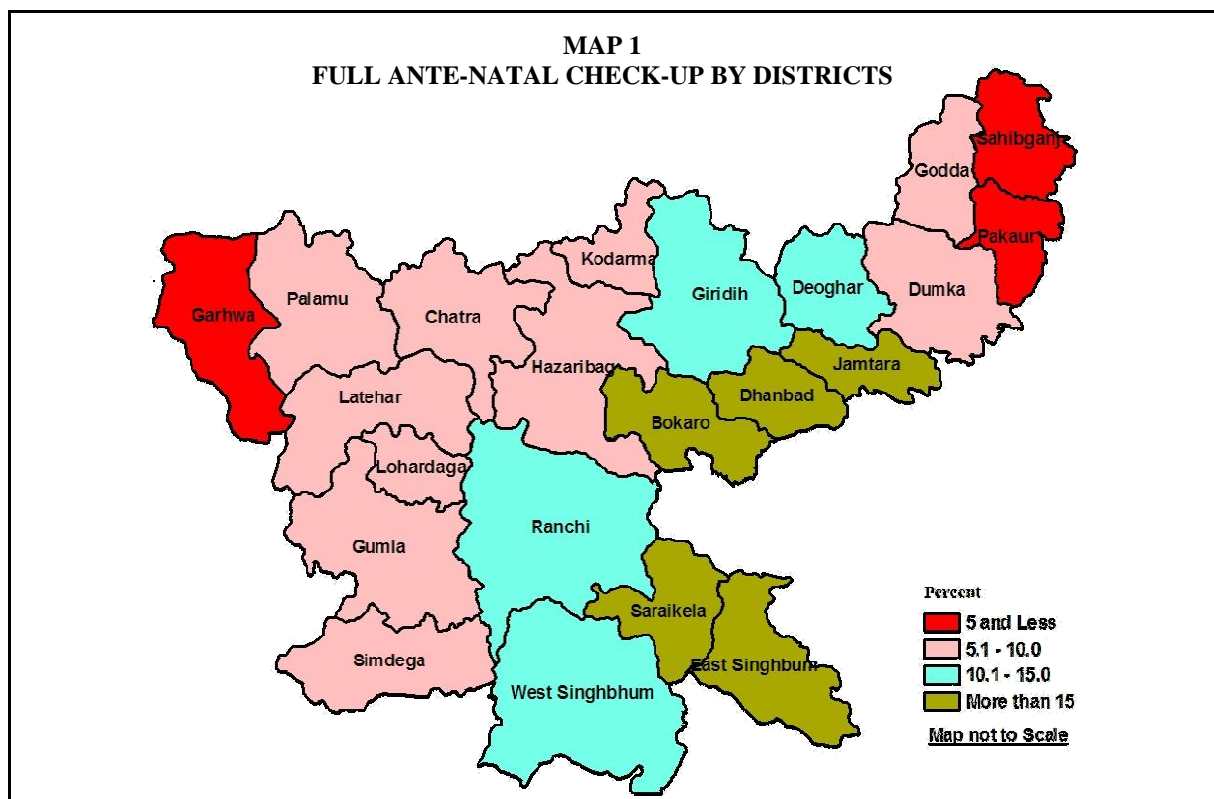 MAP 1
FULL ANTE-NATAL CHECK-UP BY DISTRICTS
Sahibganj
Godda
Pakaur
Kodarma
Giridih
Deoghar
Dumka
Garhwa
Palamu
Chatra
Hazaribag
Jamtara
Latehar
Dhanbad
Bokaro
Lohardaga
Ranchi
Gumla
Saraikela
Simdega
East Singhbum
West Singhbhum
Percent
5 and Less
5.1 - 10.0
10.1 - 15.0
More than 15
Map not to Scale